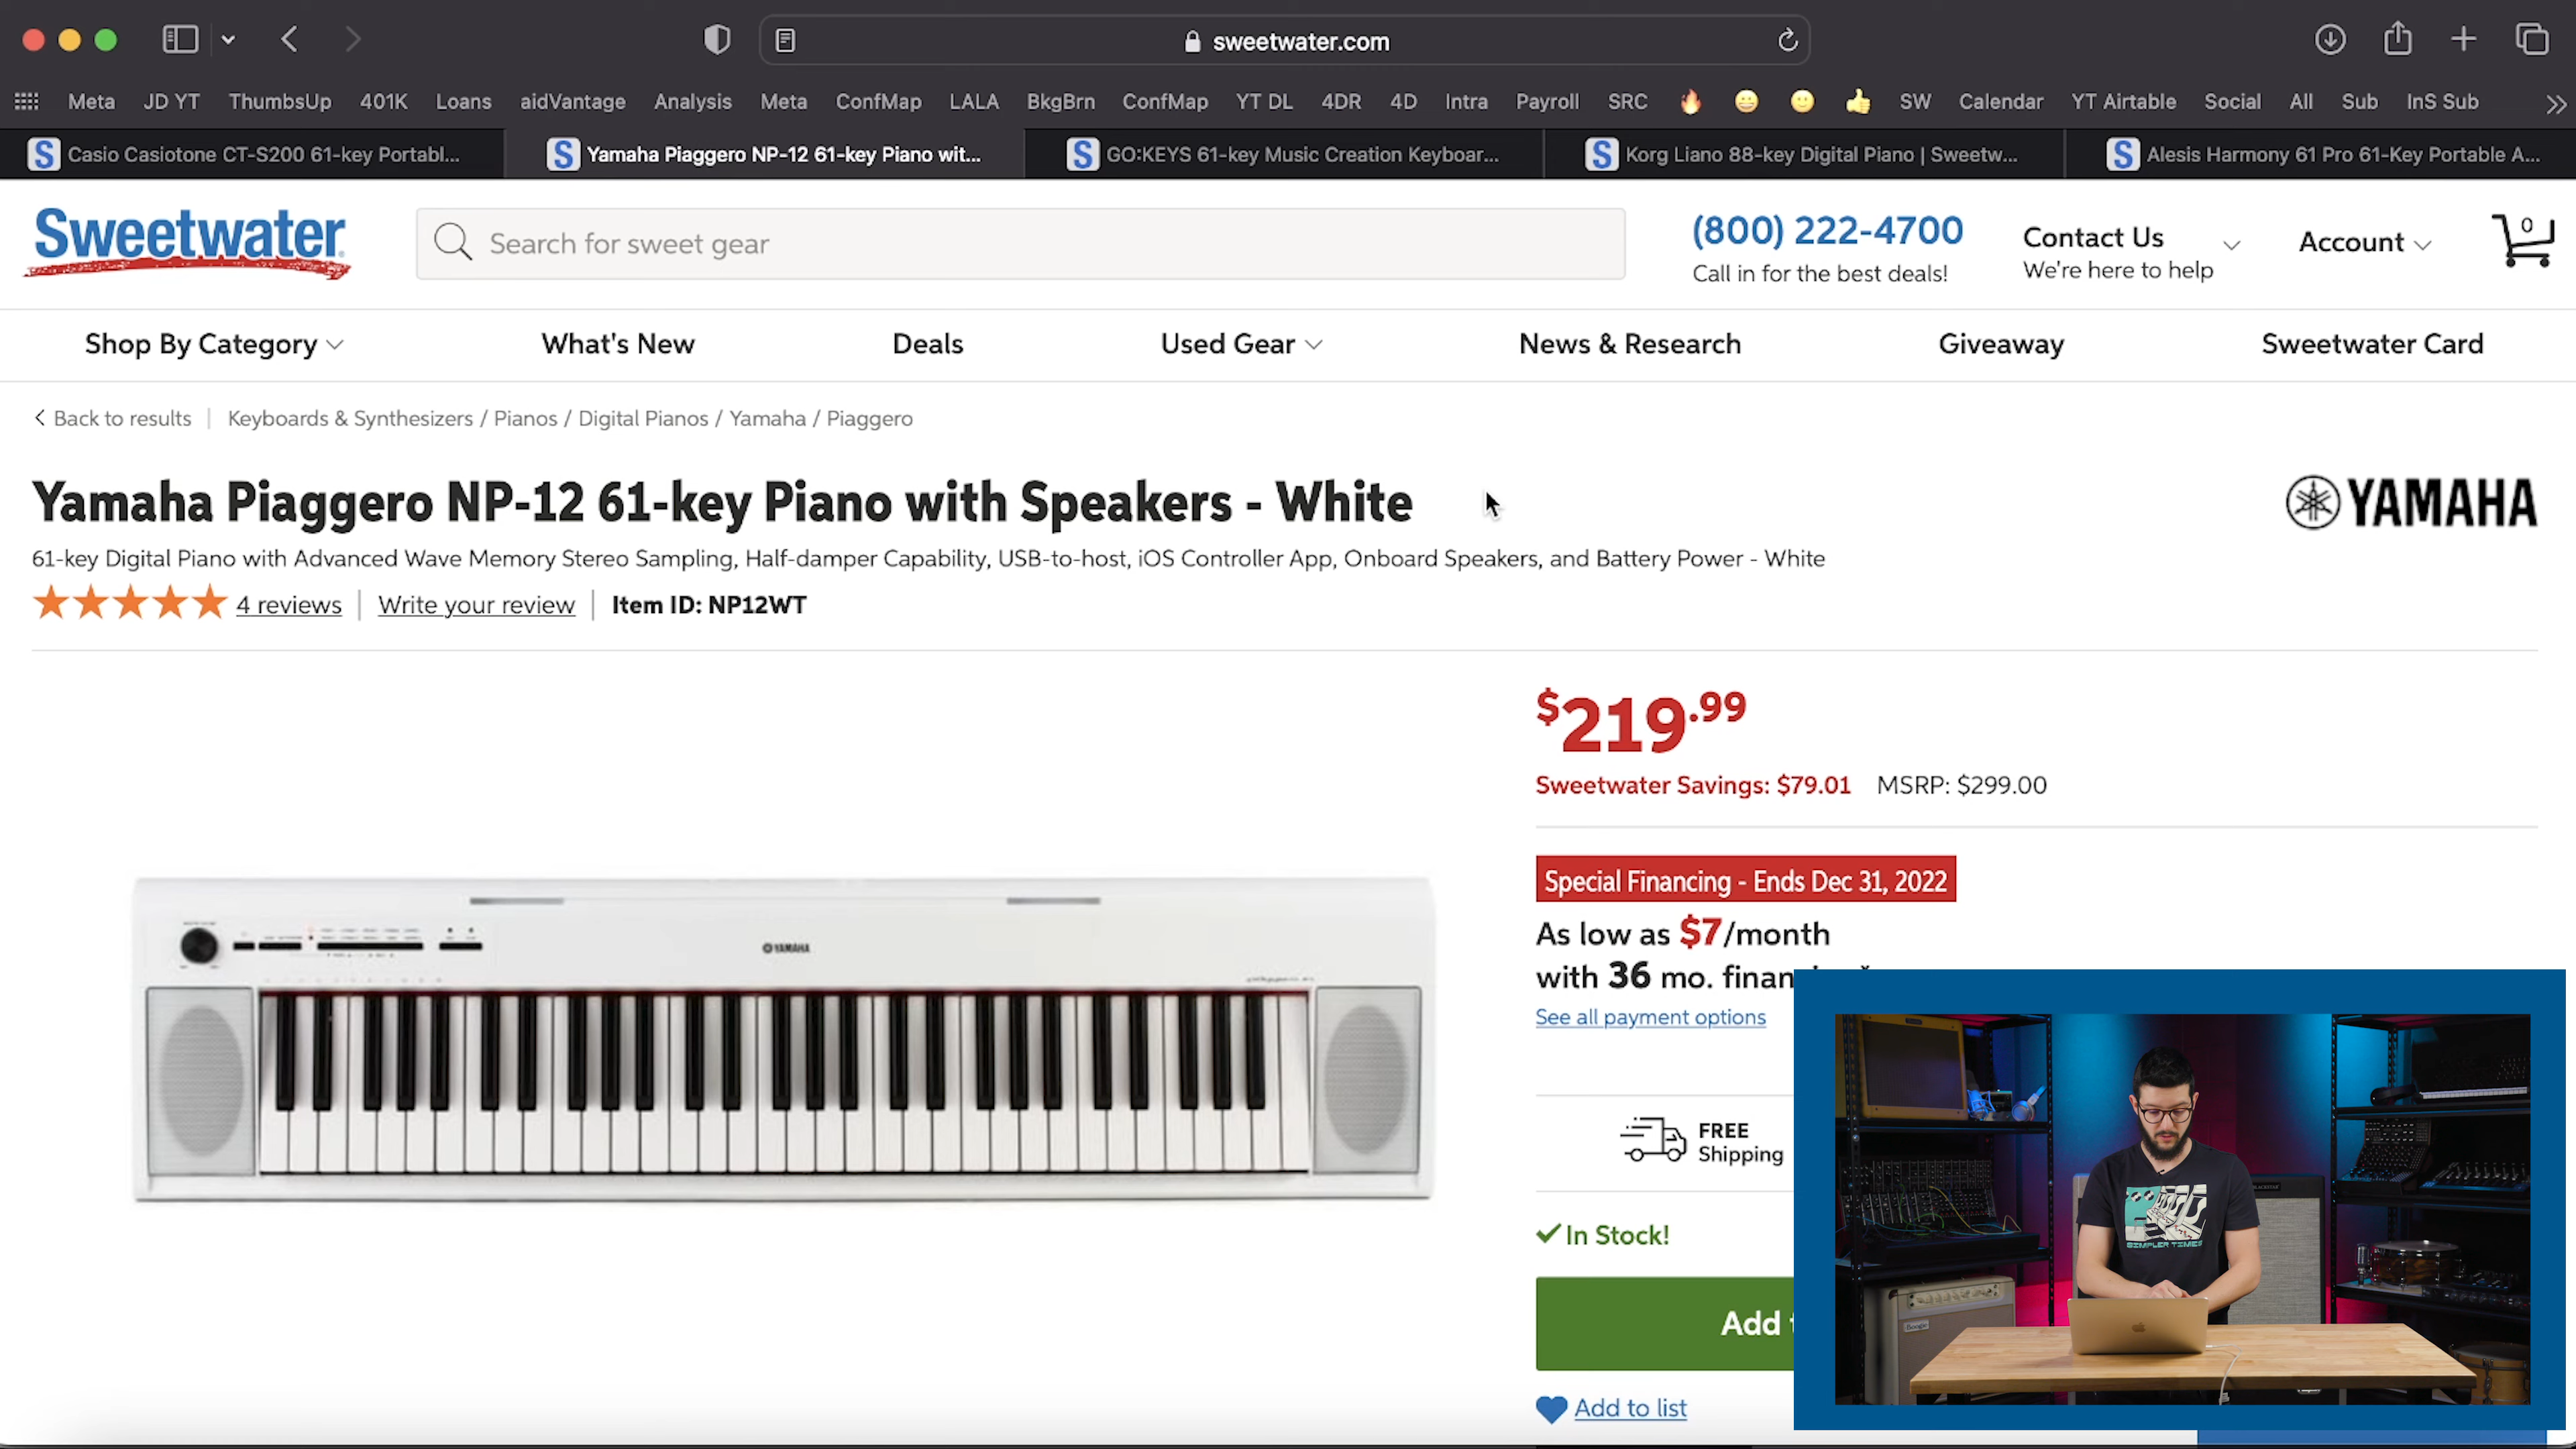 sweetwater.com
Meta JD YT ThumbsUp 401K Loans aidVantage Analysis Meta ConfMap LALA BkgBrn ConfMap YT DL 4DR 4D Intra Payroll SRC 🔥 😄 🙂 👍 SW Calendar YT Airtable Social All Sub InS Sub
Casio Casiotone CT-S200 61-key Portabl... Yamaha Piaggero NP-12 61-key Piano wit... GO:KEYS 61-key Music Creation Keyboar... Korg Liano 88-key Digital Piano | Sweetw... Alesis Harmony 61 Pro 61-Key Portable A...
Sweetwater
Search for sweet gear
(800) 222-4700
Call in for the best deals!
Contact Us
We're here to help
Account
0
Shop By Category What's New Deals Used Gear News & Research Giveaway Sweetwater Card
Back to results | Keyboards & Synthesizers / Pianos / Digital Pianos / Yamaha / Piaggero
Yamaha Piaggero NP-12 61-key Piano with Speakers - White
YAMAHA
61-key Digital Piano with Advanced Wave Memory Stereo Sampling, Half-damper Capability, USB-to-host, iOS Controller App, Onboard Speakers, and Battery Power - White
4 reviews | Write your review | Item ID: NP12WT
$219.99
Sweetwater Savings: $79.01 MSRP: $299.00
Special Financing - Ends Dec 31, 2022
As low as $7/month
with 36 mo. finan
See all payment options
YAMAHA
FREE
Shipping
In Stock!
Add
Add to list
SIMPLER TIMES